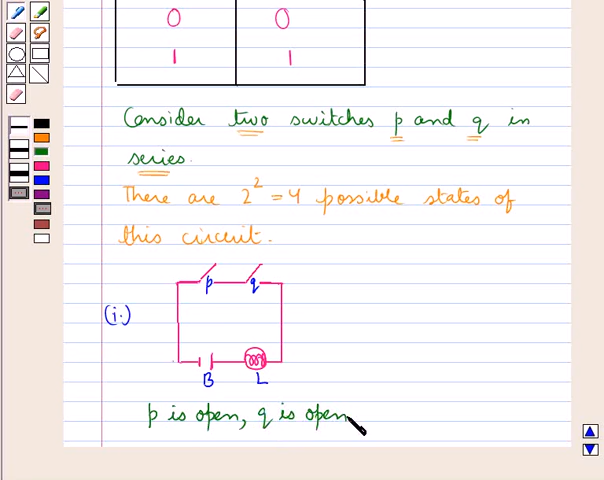 0 0
1 1
Consider two switches p and q in
series.
There are 2² = 4 possible states of
this circuit.
(i.)
p q
B L
p is open, q is open